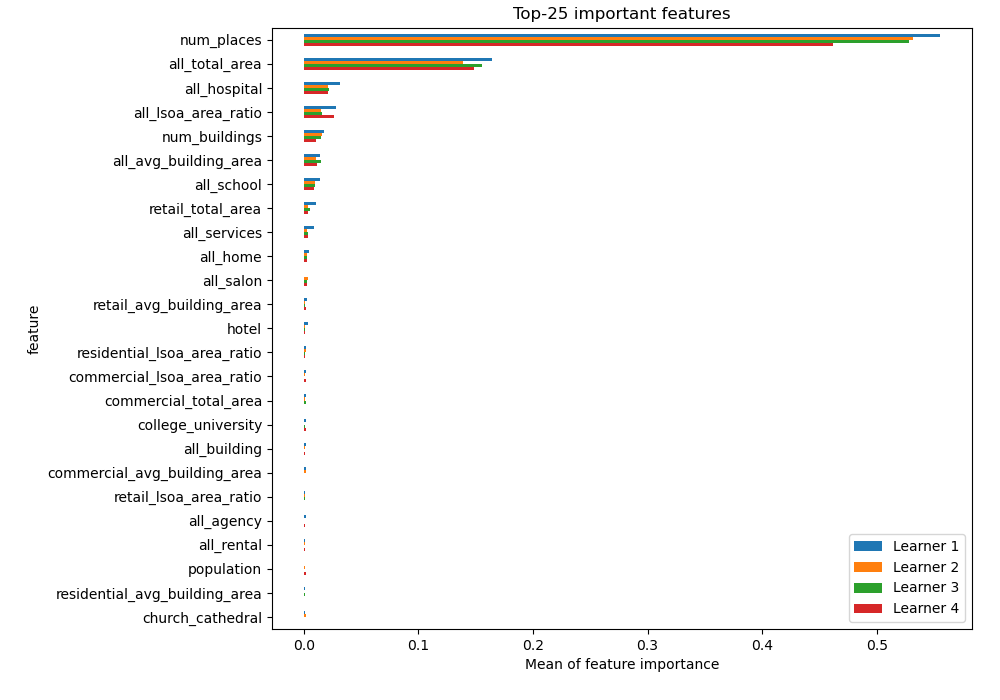 Top-25 important features
num_places
all_total_area
all_hospital
all_lsoa_area_ratio
num_buildings
all_avg_building_area
all_school
retail_total_area
all_services
all_home
all_salon
retail_avg_building_area
hotel
residential_lsoa_area_ratio
commercial_lsoa_area_ratio
commercial_total_area
college_university
all_building
commercial_avg_building_area
retail_lsoa_area_ratio
all_agency
all_rental
population
residential_avg_building_area
church_cathedral
feature
Learner 1
Learner 2
Learner 3
Learner 4
0.0 0.1 0.2 0.3 0.4 0.5
Mean of feature importance